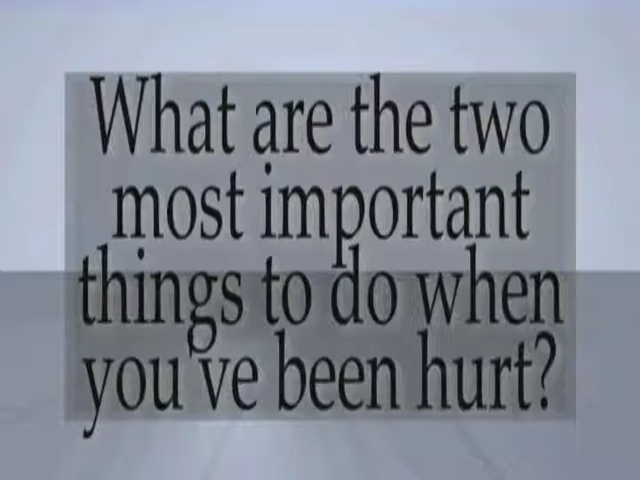 What are the two
most important
things to do when
you've been hurt?